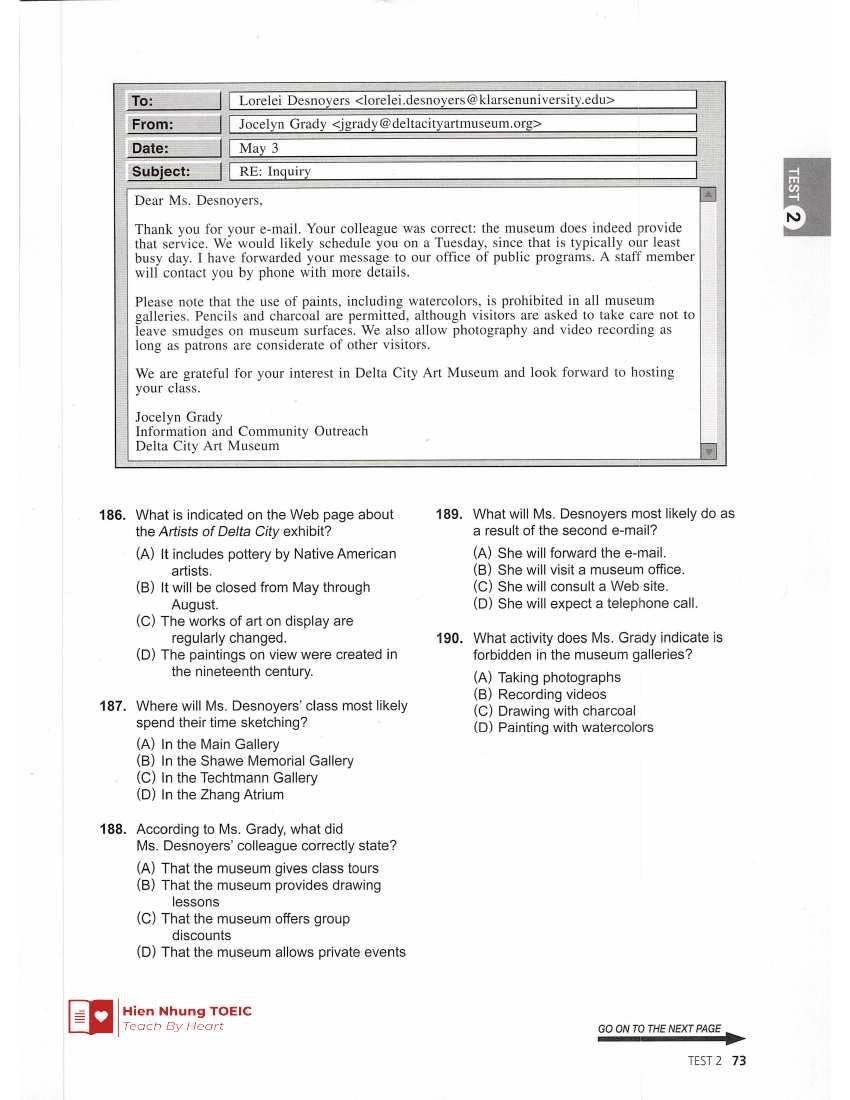 To: Lorelei Desnoyers <lorelei.desnoyers@klarsenuniversity.edu>
From: Jocelyn Grady <jgrady@deltacityartmuseum.org>
Date: May 3
Subject: RE: Inquiry
Dear Ms. Desnoyers,
Thank you for your e-mail. Your colleague was correct: the museum does indeed provide
that service. We would likely schedule you on a Tuesday, since that is typically our least
busy day. I have forwarded your message to our office of public programs. A staff member
will contact you by phone with more details.
Please note that the use of paints, including watercolors, is prohibited in all museum
galleries. Pencils and charcoal are permitted, although visitors are asked to take care not to
leave smudges on museum surfaces. We also allow photography and video recording as
long as patrons are considerate of other visitors.
We are grateful for your interest in Delta City Art Museum and look forward to hosting
your class.
Jocelyn Grady
Information and Community Outreach
Delta City Art Museum
TEST 2
186. What is indicated on the Web page about
the Artists of Delta City exhibit?
(A) It includes pottery by Native American
artists.
(B) It will be closed from May through
August.
(C) The works of art on display are
regularly changed.
(D) The paintings on view were created in
the nineteenth century.
187. Where will Ms. Desnoyers' class most likely
spend their time sketching?
(A) In the Main Gallery
(B) In the Shawe Memorial Gallery
(C) In the Techtmann Gallery
(D) In the Zhang Atrium
188. According to Ms. Grady, what did
Ms. Desnoyers' colleague correctly state?
(A) That the museum gives class tours
(B) That the museum provides drawing
lessons
(C) That the museum offers group
discounts
(D) That the museum allows private events
189. What will Ms. Desnoyers most likely do as
a result of the second e-mail?
(A) She will forward the e-mail.
(B) She will visit a museum office.
(C) She will consult a Web site.
(D) She will expect a telephone call.
190. What activity does Ms. Grady indicate is
forbidden in the museum galleries?
(A) Taking photographs
(B) Recording videos
(C) Drawing with charcoal
(D) Painting with watercolors
Hien Nhung TOEIC
Teach By Heart
GO ON TO THE NEXT PAGE
TEST 2 73